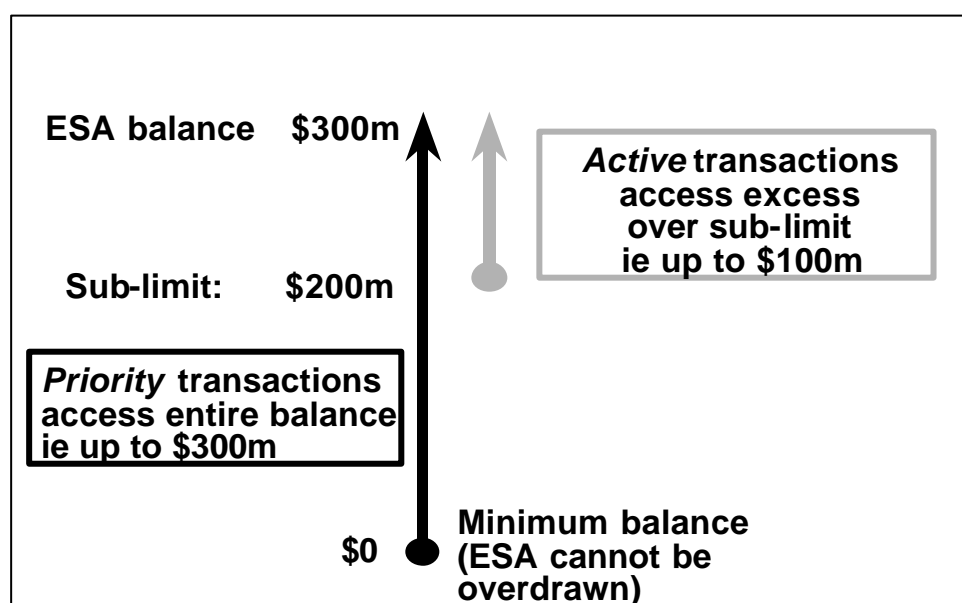 ESA balance $300m
Active transactions
access excess
over sub-limit
ie up to $100m
Sub-limit: $200m
Priority transactions
access entire balance
ie up to $300m
$0
Minimum balance
(ESA cannot be
overdrawn)